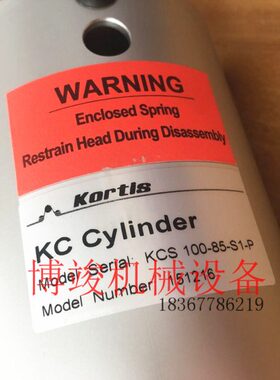 WARNING
Enclosed Spring
Restrain Head During Disassembly
Kortis
KC Cylinder
Model Serial: KCS 100-85-S1-P
Model Number: 151216
博竣机械设备
18367786219